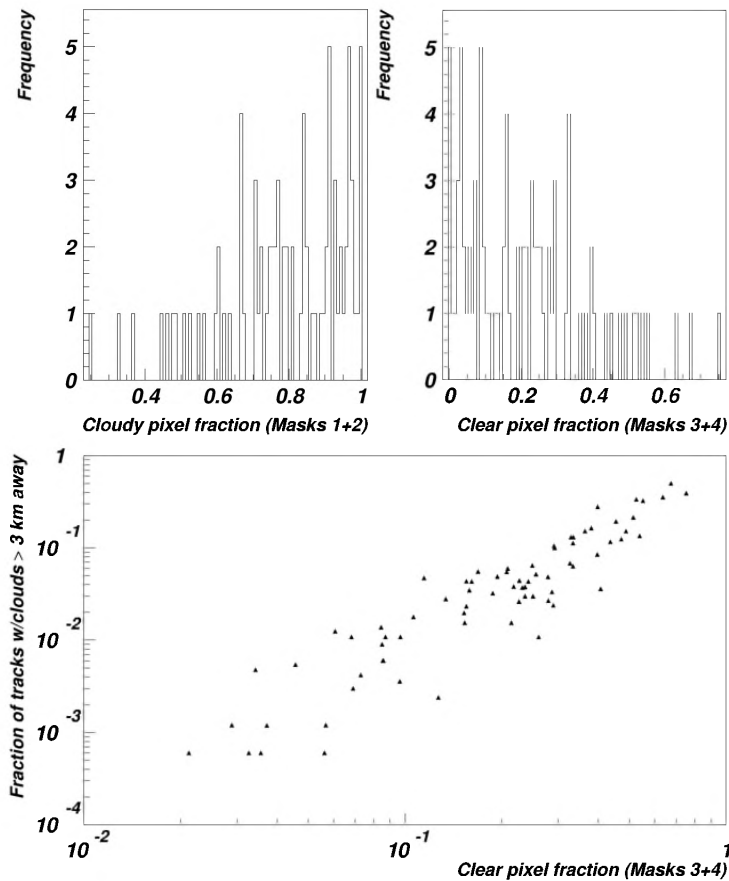 Frequency
5
4
3
2
1
0
0.4 0.6 0.8 1
Cloudy pixel fraction (Masks 1+2)
Frequency
5
4
3
2
1
0
0 0.2 0.4 0.6
Clear pixel fraction (Masks 3+4)
Fraction of tracks w/clouds > 3 km away
1
10 -1
10 -2
10 -3
10 -4
10 -2 10 -1 1
Clear pixel fraction (Masks 3+4)